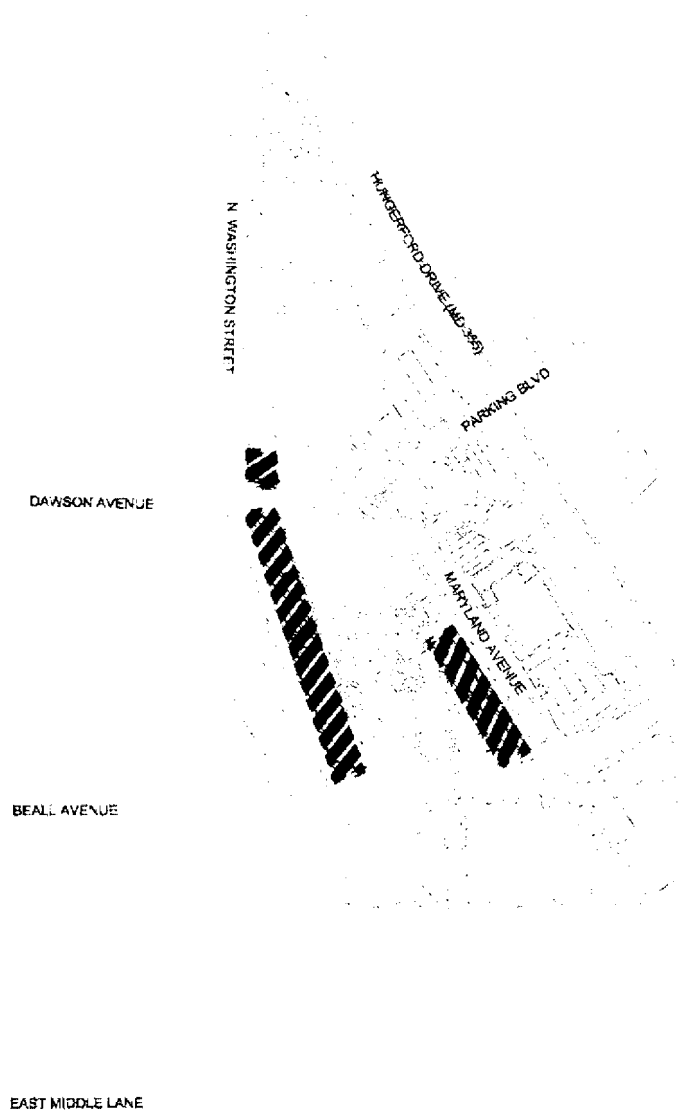 N WASHINGTON STREET
HUNGERFORD DRIVE (MD-355)
PARKING BLVD
DAWSON AVENUE
MARYLAND AVENUE
BEALL AVENUE
EAST MIDDLE LANE